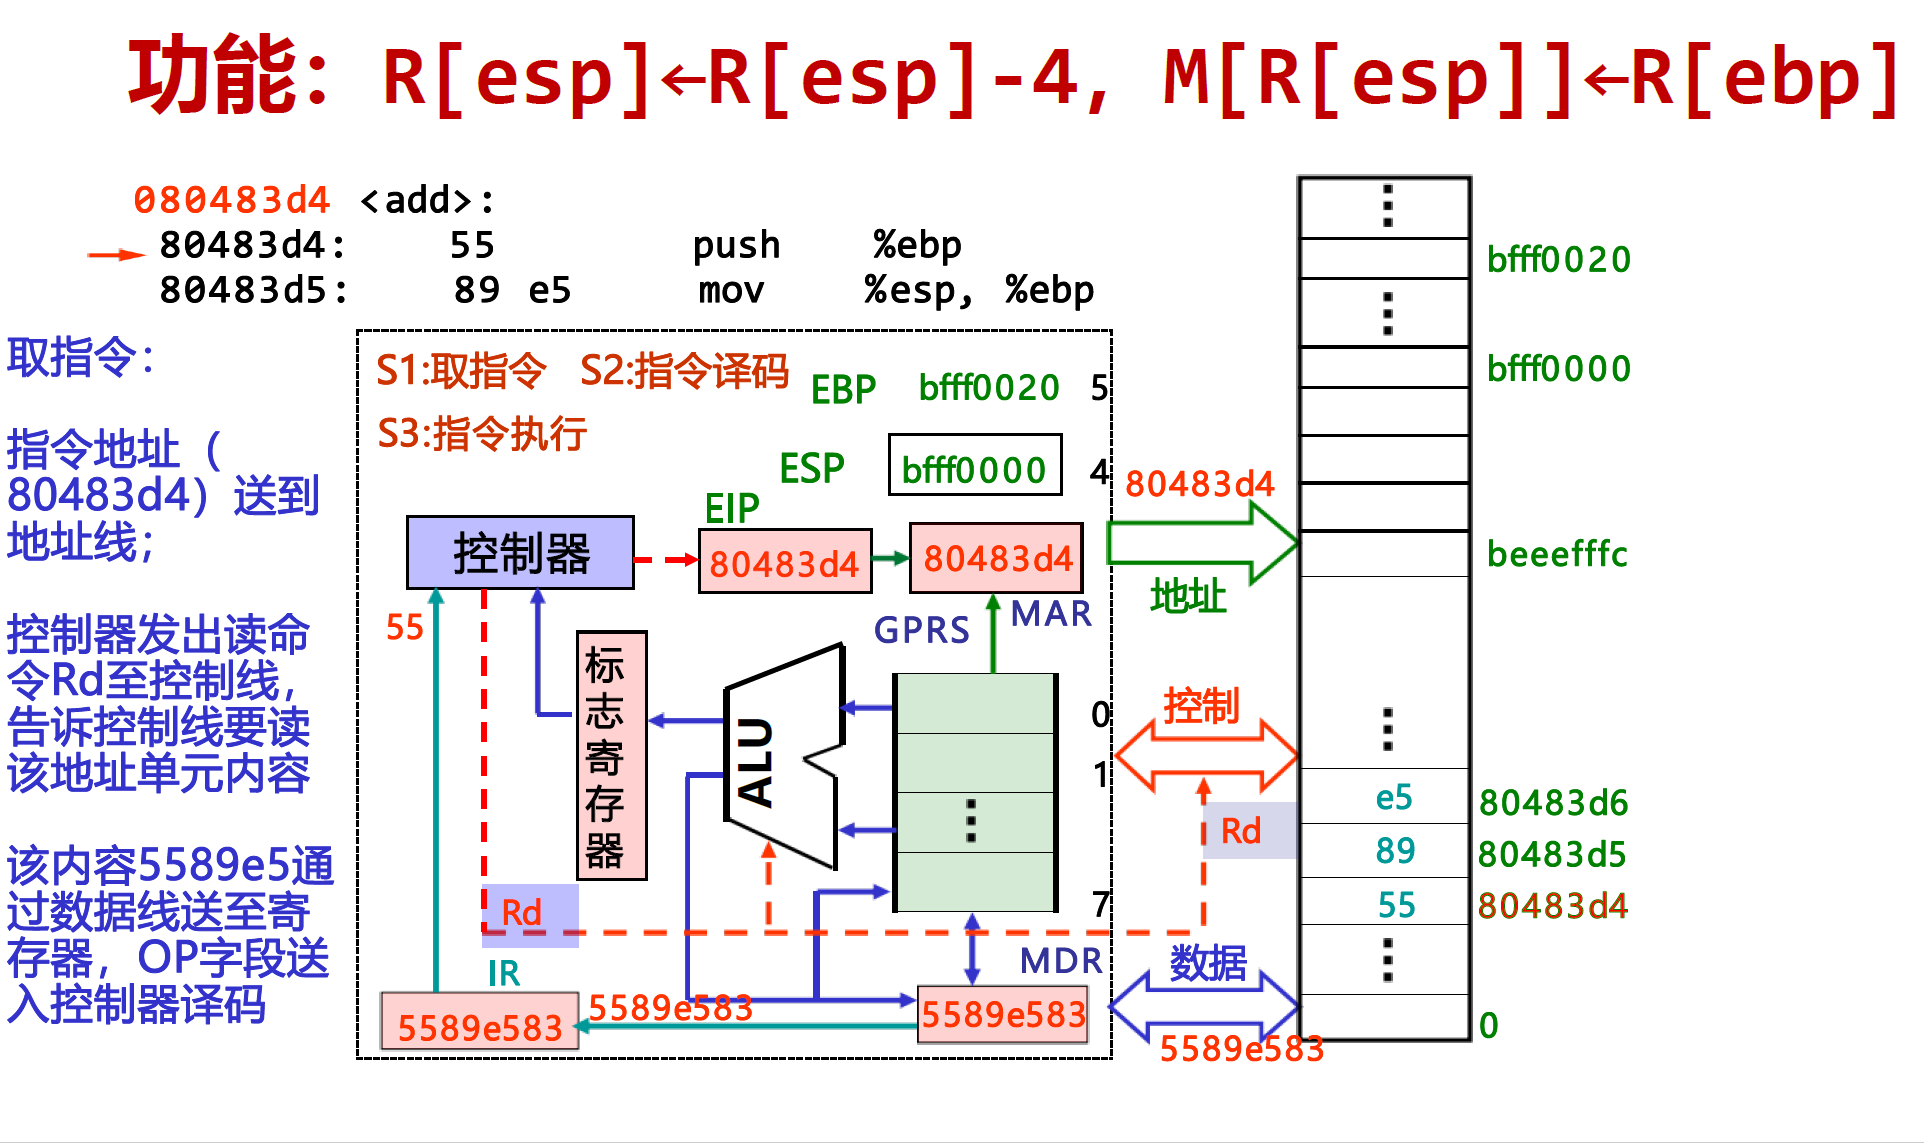 功能：R[esp]←R[esp]-4, M[R[esp]]←R[ebp]
080483d4 <add>:
80483d4: 55 push %ebp
80483d5: 89 e5 mov %esp, %ebp
取指令：
指令地址（
80483d4）送到
地址线；
控制器发出读命
令Rd至控制线，
告诉控制线要读
该地址单元内容
该内容5589e5通
过数据线送至寄
存器，OP字段送
入控制器译码
S1:取指令 S2:指令译码
S3:指令执行
EBP bfff0020 5
ESP bfff0000 4
EIP
控制器
80483d4
80483d4
MAR
GPRS
55
标
志
寄
存
器
ALU
0
1
7
Rd
IR
MDR
5589e583
5589e583
5589e583
80483d4
地址
控制
Rd
数据
5589e583
bfff0020
bfff0000
beeefffc
e5 80483d6
89 80483d5
55 80483d4
0